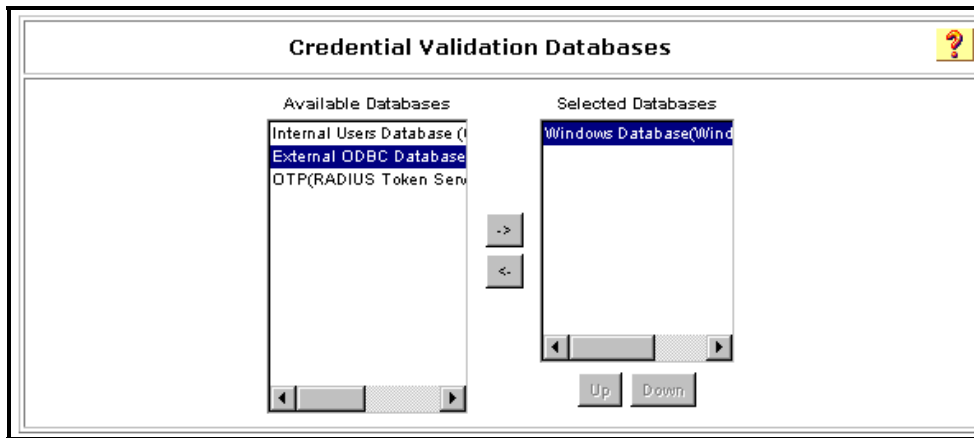 Credential Validation Databases
?
Available Databases
Selected Databases
Internal Users Database (
External ODBC Database
OTP(RADIUS Token Serv
Windows Database(Wind
->
<-
Up
Down